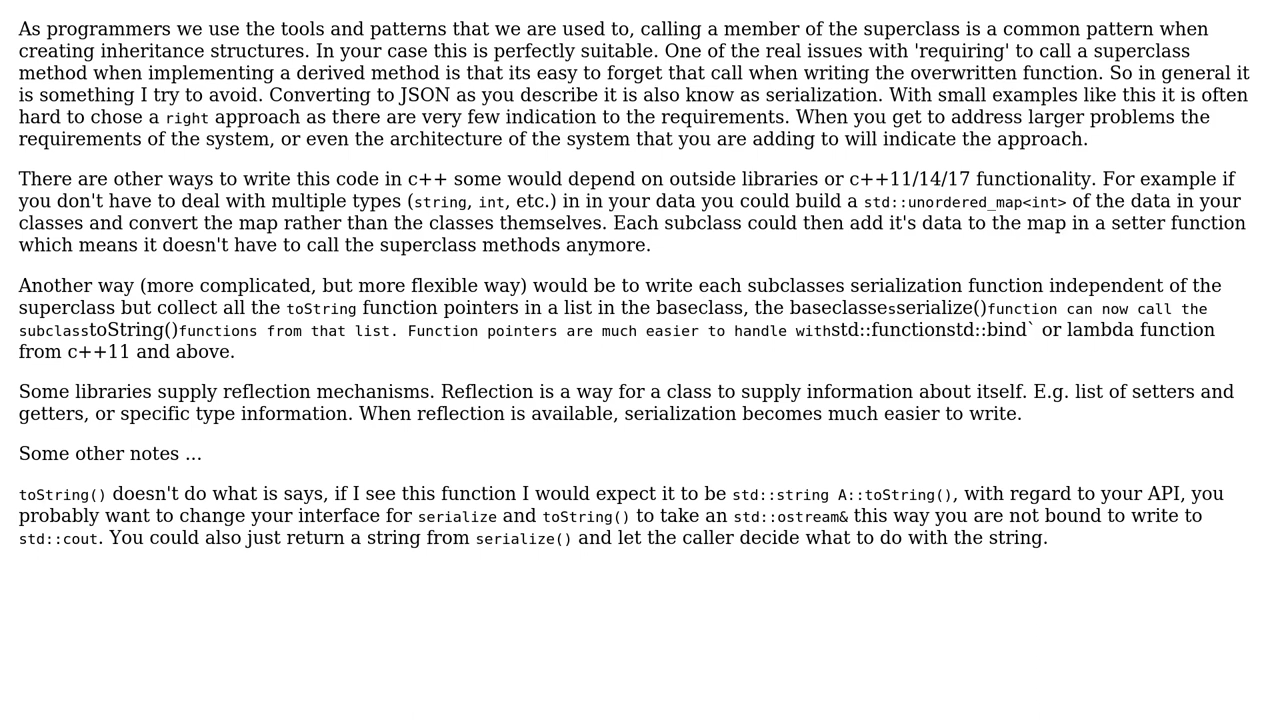 As programmers we use the tools and patterns that we are used to, calling a member of the superclass is a common pattern when
creating inheritance structures. In your case this is perfectly suitable. One of the real issues with 'requiring' to call a superclass
method when implementing a derived method is that its easy to forget that call when writing the overwritten function. So in general it
is something I try to avoid. Converting to JSON as you describe it is also know as serialization. With small examples like this it is often
hard to chose a right approach as there are very few indication to the requirements. When you get to address larger problems the
requirements of the system, or even the architecture of the system that you are adding to will indicate the approach.
There are other ways to write this code in c++ some would depend on outside libraries or c++11/14/17 functionality. For example if
you don't have to deal with multiple types (string, int, etc.) in in your data you could build a std::unordered_map<int> of the data in your
classes and convert the map rather than the classes themselves. Each subclass could then add it's data to the map in a setter function
which means it doesn't have to call the superclass methods anymore.
Another way (more complicated, but more flexible way) would be to write each subclasses serialization function independent of the
superclass but collect all the toString function pointers in a list in the baseclass, the baseclassesserialize()function can now call the
subclasstoString()functions from that list. Function pointers are much easier to handle withstd::functionstd::bind` or lambda function
from c++11 and above.
Some libraries supply reflection mechanisms. Reflection is a way for a class to supply information about itself. E.g. list of setters and
getters, or specific type information. When reflection is available, serialization becomes much easier to write.
Some other notes ...
toString() doesn't do what is says, if I see this function I would expect it to be std::string A::toString(), with regard to your API, you
probably want to change your interface for serialize and toString() to take an std::ostream& this way you are not bound to write to
std::cout. You could also just return a string from serialize() and let the caller decide what to do with the string.